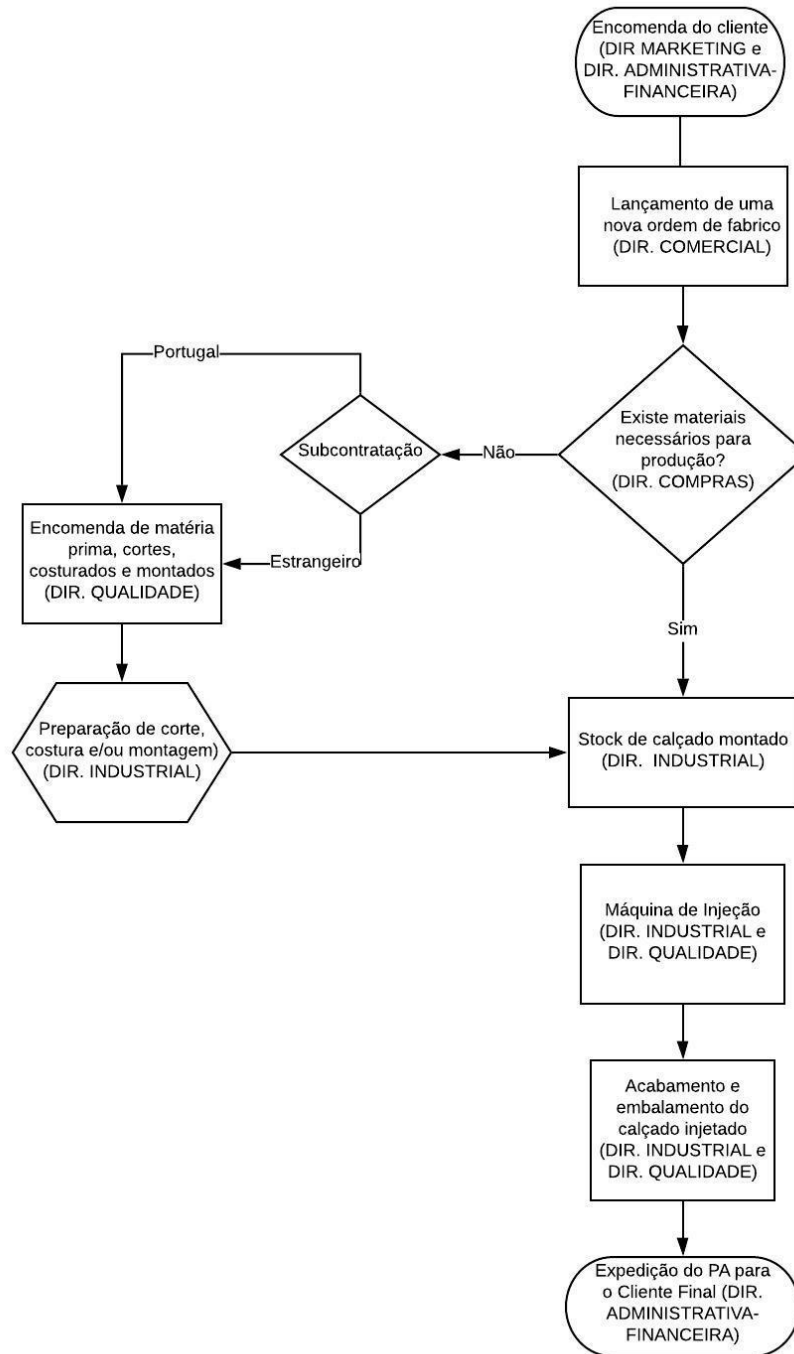 Encomenda do cliente
(DIR MARKETING e
DIR. ADMINISTRATIVA-
FINANCEIRA)
Lançamento de uma
nova ordem de fabrico
(DIR. COMERCIAL)
Existe materiais
necessários para
produção?
(DIR. COMPRAS)
Não
Subcontratação
Portugal
Estrangeiro
Encomenda de matéria
prima, cortes,
costurados e montados
(DIR. QUALIDADE)
Preparação de corte,
costura e/ou montagem)
(DIR. INDUSTRIAL)
Sim
Stock de calçado montado
(DIR. INDUSTRIAL)
Máquina de Injeção
(DIR. INDUSTRIAL e
DIR. QUALIDADE)
Acabamento e
embalamento do
calçado injetado
(DIR. INDUSTRIAL e
DIR. QUALIDADE)
Expedição do PA para
o Cliente Final (DIR.
ADMINISTRATIVA-
FINANCEIRA)